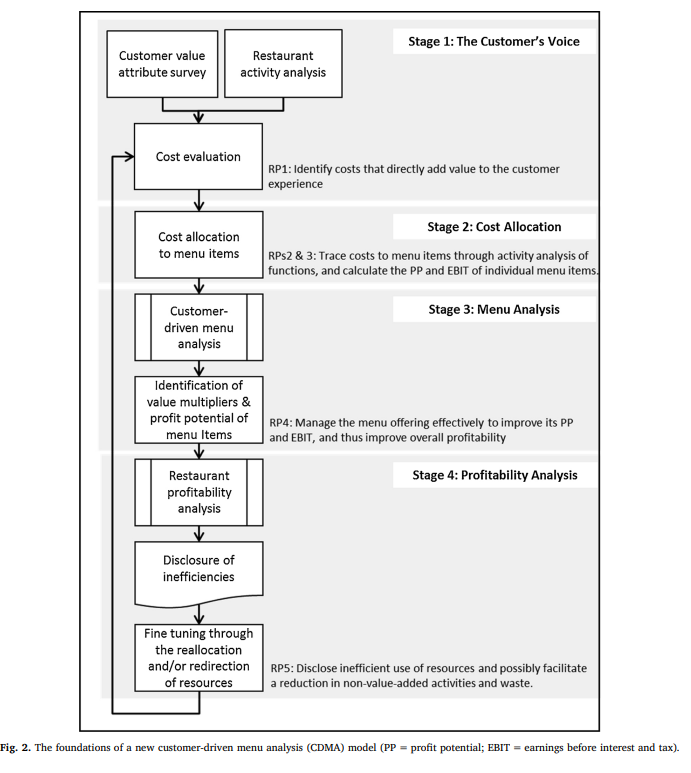 Stage 1: The Customer's Voice
Customer value
attribute survey
Restaurant
activity analysis
Cost evaluation
RP1: Identify costs that directly add value to the customer
experience
Stage 2: Cost Allocation
Cost allocation
to menu items
RPs2 & 3: Trace costs to menu items through activity analysis of
functions, and calculate the PP and EBIT of individual menu items.
Stage 3: Menu Analysis
Customer-
driven menu
analysis
Identification of
value multipliers &
profit potential of
menu Items
RP4: Manage the menu offering effectively to improve its PP
and EBIT, and thus improve overall profitability
Stage 4: Profitability Analysis
Restaurant
profitability
analysis
Disclosure of
inefficiencies
Fine tuning through
the reallocation
and/or redirection
of resources
RP5: Disclose inefficient use of resources and possibly facilitate
a reduction in non-value-added activities and waste.
Fig. 2. The foundations of a new customer-driven menu analysis (CDMA) model (PP = profit potential; EBIT = earnings before interest and tax).